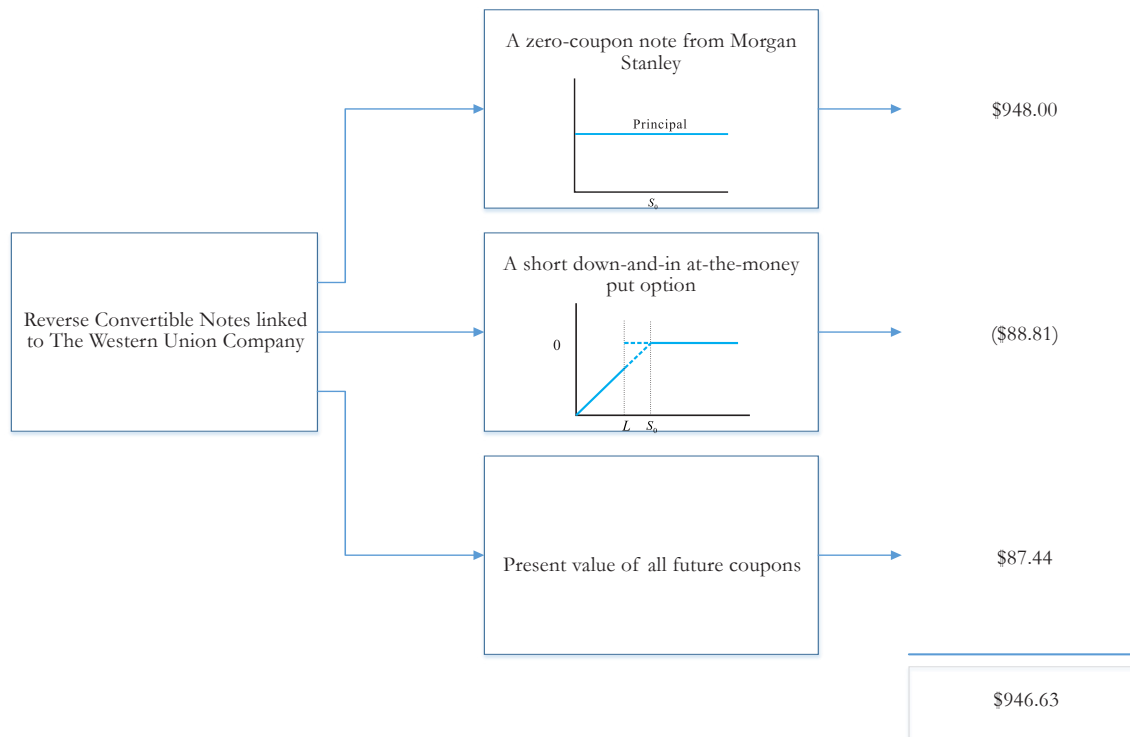 A zero-coupon note from Morgan
Stanley
Principal
S₀
$948.00
Reverse Convertible Notes linked
to The Western Union Company
A short down-and-in at-the-money
put option
0
L S₀
($88.81)
Present value of all future coupons
$87.44
$946.63